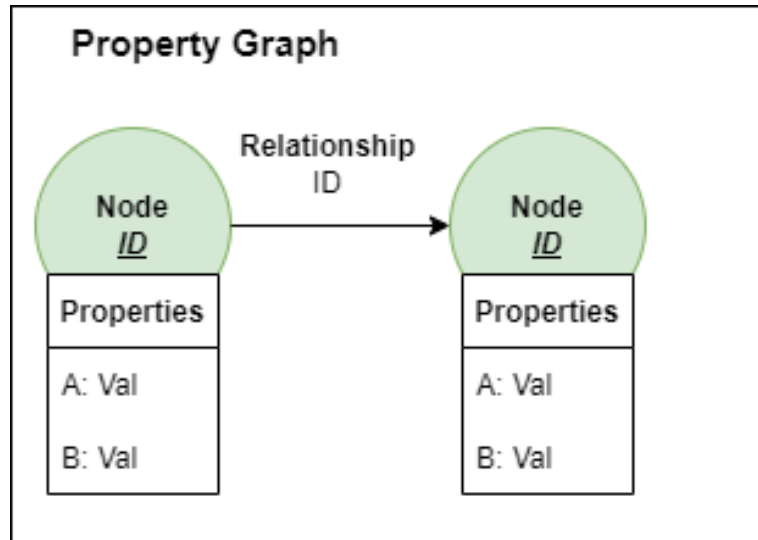 Property Graph
Relationship
ID
Node
ID
Node
ID
Properties
A: Val
B: Val
Properties
A: Val
B: Val